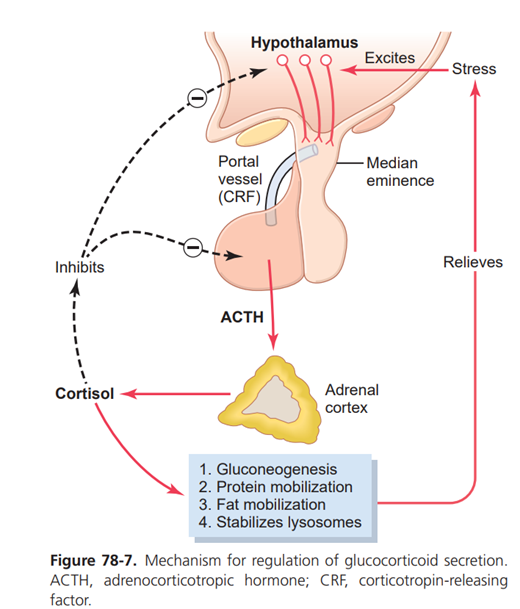 Hypothalamus
Excites
Stress
Portal
vessel
(CRF)
Median
eminence
Inhibits
Relieves
ACTH
Cortisol
Adrenal
cortex
1. Gluconeogenesis
2. Protein mobilization
3. Fat mobilization
4. Stabilizes lysosomes
Figure 78-7. Mechanism for regulation of glucocorticoid secretion.
ACTH, adrenocorticotropic hormone; CRF, corticotropin-releasing
factor.